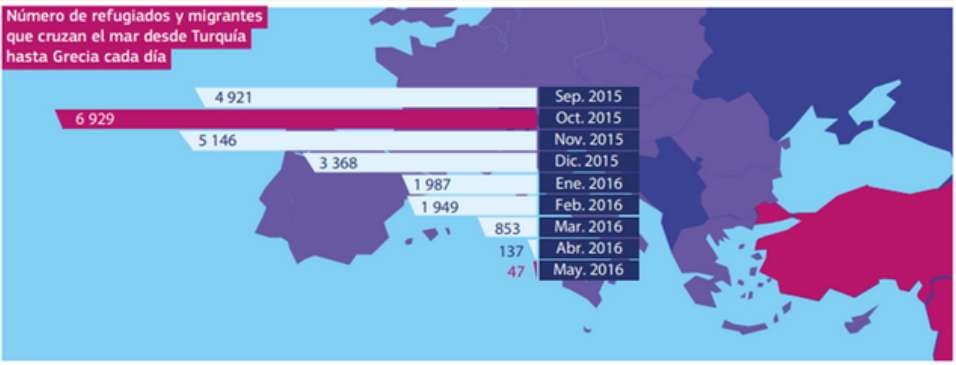 Número de refugiados y migrantes
que cruzan el mar desde Turquía
hasta Grecia cada día
4 921 Sep. 2015
6 929 Oct. 2015
5 146 Nov. 2015
3 368 Dic. 2015
1 987 Ene. 2016
1 949 Feb. 2016
853 Mar. 2016
137 Abr. 2016
47 May. 2016